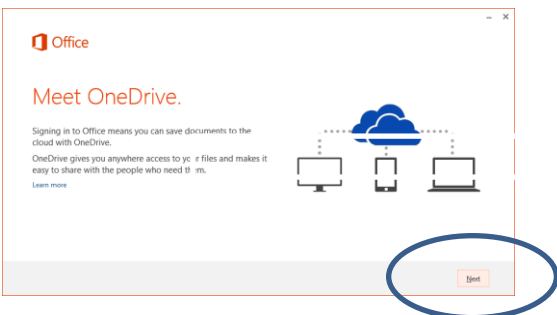 Office
Meet OneDrive.
Signing in to Office means you can save documents to the
cloud with OneDrive.
OneDrive gives you anywhere access to files and makes it
easy to share with the people who need
Learn more
Next